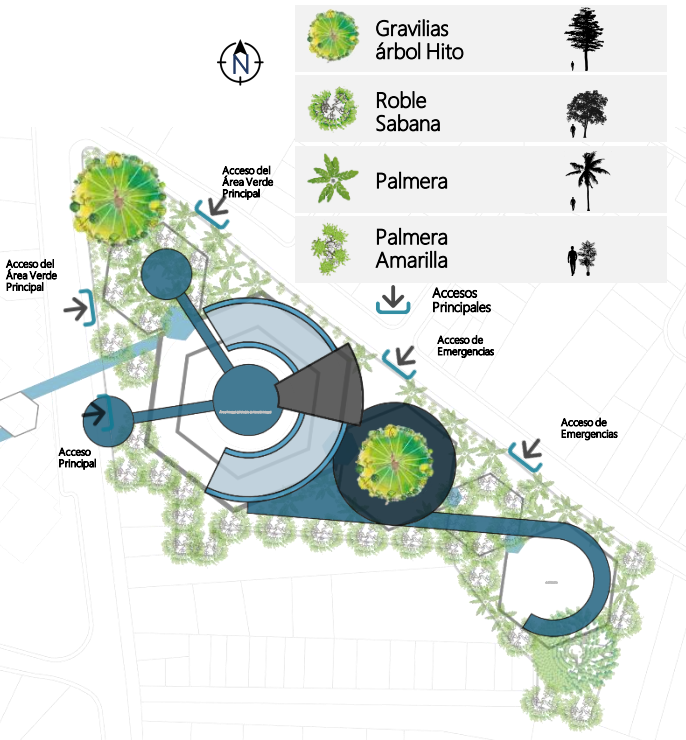 Gravilias
árbol Hito
N
Roble
Sabana
Acceso del
Área Verde
Principal
Palmera
Palmera
Amarilla
Acceso del
Área Verde
Principal
Accesos
Principales
Acceso de
Emergencias
Acceso de
Emergencias
Acceso
Principal